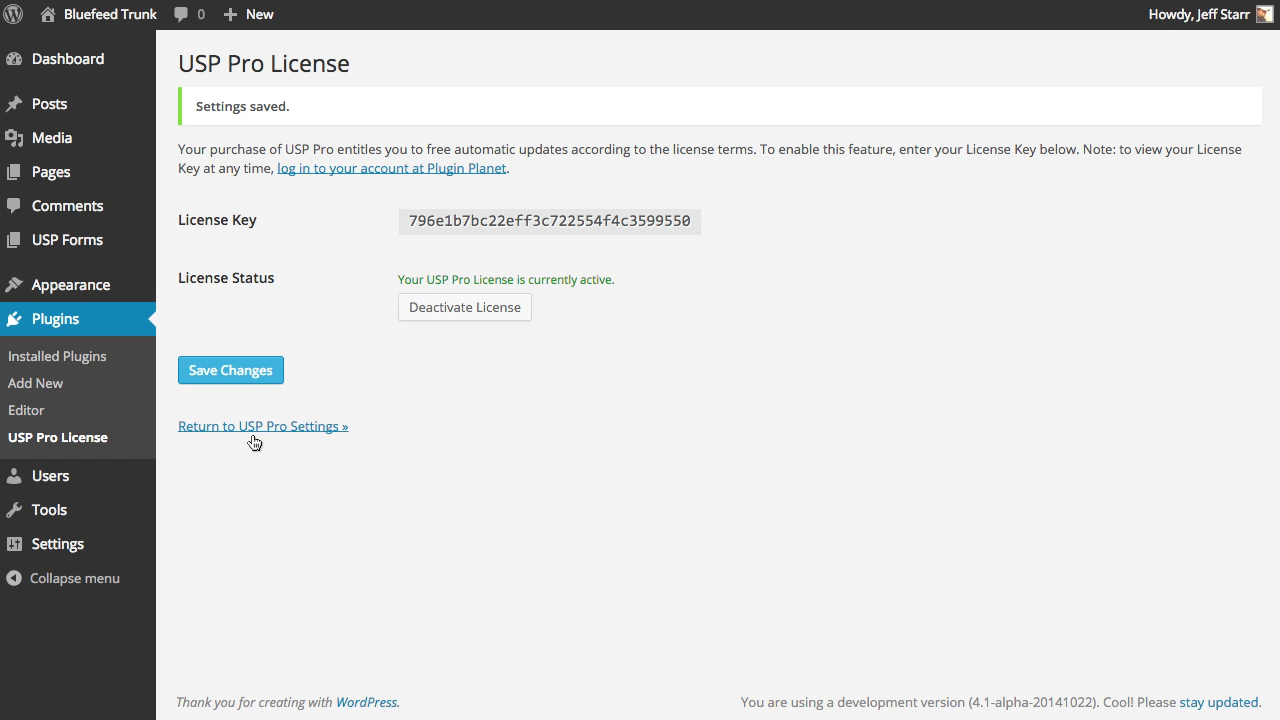 Bluefeed Trunk 0 New Howdy, Jeff Starr
Dashboard
Posts
Media
Pages
Comments
USP Forms
Appearance
Plugins
Installed Plugins
Add New
Editor
USP Pro License
Users
Tools
Settings
Collapse menu
USP Pro License
Settings saved.
Your purchase of USP Pro entitles you to free automatic updates according to the license terms. To enable this feature, enter your License Key below. Note: to view your License
Key at any time, log in to your account at Plugin Planet.
License Key 796e1b7bc22eff3c722554f4c3599550
License Status Your USP Pro License is currently active.
Deactivate License
Save Changes
Return to USP Pro Settings »
Thank you for creating with WordPress. You are using a development version (4.1-alpha-20141022). Cool! Please stay updated.